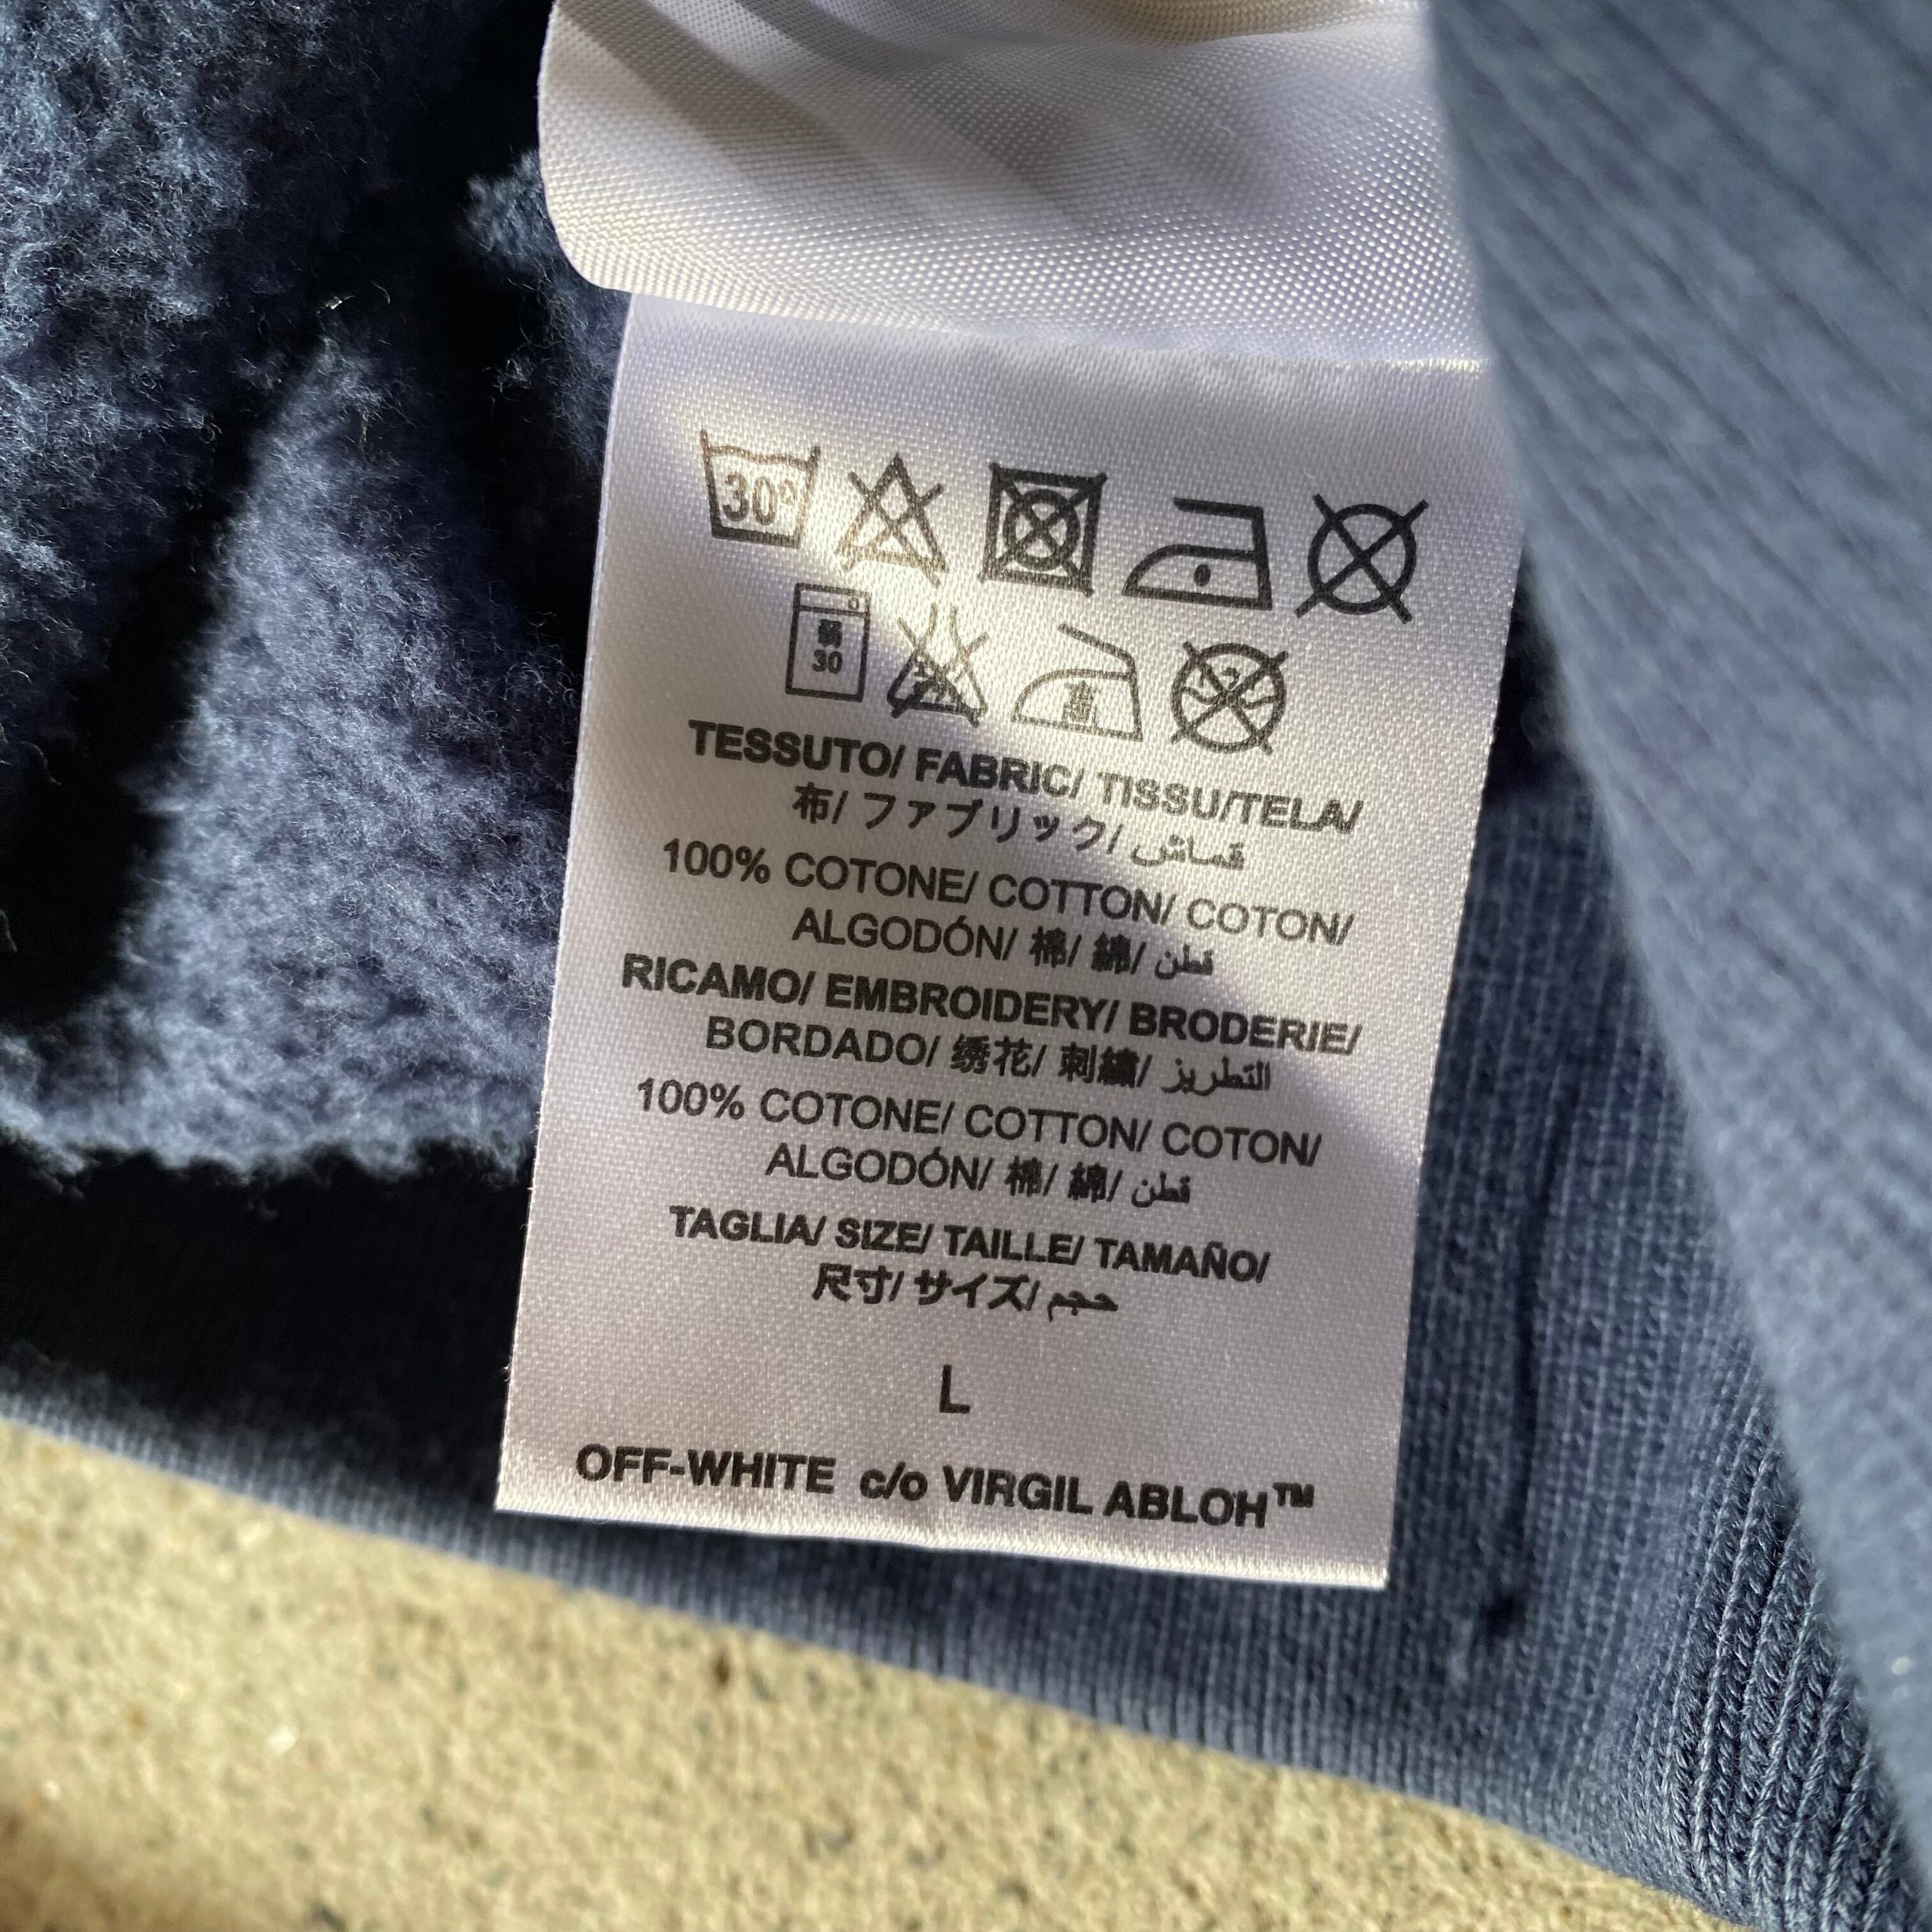 30°
弱
30
TESSUTO/ FABRIC/ TISSU/TELA/
布/ ファブリック/ قماش
100% COTONE/ COTTON/ COTON/
ALGODÓN/ 棉/ 綿/ قطن
RICAMO/ EMBROIDERY/ BRODERIE/
BORDADO/ 绣花/ 刺繍/ التطريز
100% COTONE/ COTTON/ COTON/
ALGODÓN/ 棉/ 綿/ قطن
TAGLIA/ SIZE/ TAILLE/ TAMAÑO/
尺寸/ サイズ/ حجم
L
OFF-WHITE c/o VIRGIL ABLOH™